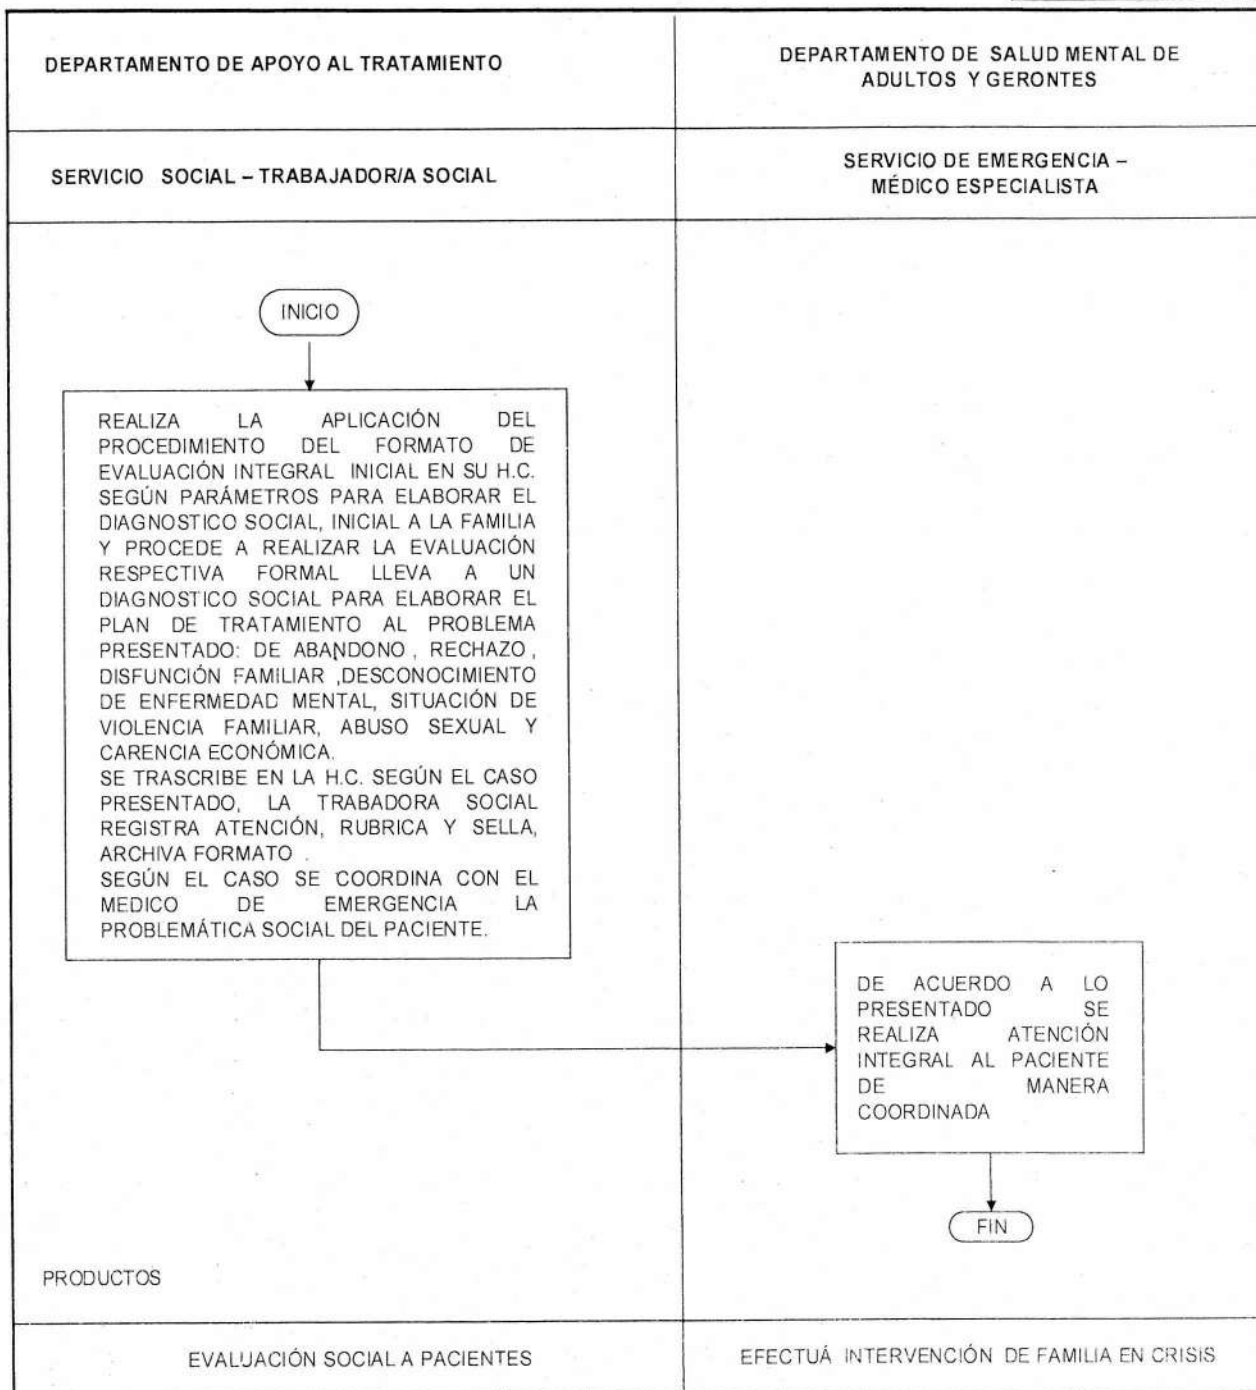 DEPARTAMENTO DE APOYO AL TRATAMIENTO
DEPARTAMENTO DE SALUD MENTAL DE
ADULTOS Y GERONTES
SERVICIO SOCIAL – TRABAJADOR/A SOCIAL
SERVICIO DE EMERGENCIA –
MÉDICO ESPECIALISTA
INICIO
REALIZA LA APLICACIÓN DEL
PROCEDIMIENTO DEL FORMATO DE
EVALUACIÓN INTEGRAL INICIAL EN SU H.C.
SEGÚN PARÁMETROS PARA ELABORAR EL
DIAGNOSTICO SOCIAL, INICIAL A LA FAMILIA
Y PROCEDE A REALIZAR LA EVALUACIÓN
RESPECTIVA FORMAL LLEVA A UN
DIAGNOSTICO SOCIAL PARA ELABORAR EL
PLAN DE TRATAMIENTO AL PROBLEMA
PRESENTADO: DE ABANDONO , RECHAZO ,
DISFUNCIÓN FAMILIAR ,DESCONOCIMIENTO
DE ENFERMEDAD MENTAL, SITUACIÓN DE
VIOLENCIA FAMILIAR, ABUSO SEXUAL Y
CARENCIA ECONÓMICA.
SE TRASCRIBE EN LA H.C. SEGÚN EL CASO
PRESENTADO, LA TRABADORA SOCIAL
REGISTRA ATENCIÓN, RUBRICA Y SELLA,
ARCHIVA FORMATO .
SEGÚN EL CASO SE COORDINA CON EL
MEDICO DE EMERGENCIA LA
PROBLEMÁTICA SOCIAL DEL PACIENTE.
DE ACUERDO A LO
PRESENTADO SE
REALIZA ATENCIÓN
INTEGRAL AL PACIENTE
DE MANERA
COORDINADA
FIN
PRODUCTOS
EVALUACIÓN SOCIAL A PACIENTES
EFECTUÁ INTERVENCIÓN DE FAMILIA EN CRISIS